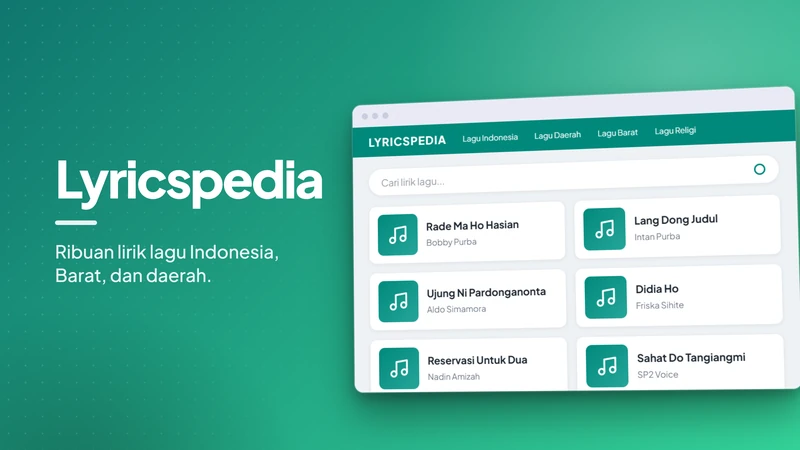 Lyricspedia
Ribuan lirik lagu Indonesia,
Barat, dan daerah.
LYRICSPEDIA
Lagu Indonesia
Lagu Daerah
Lagu Barat
Lagu Religi
Cari lirik lagu...
Rade Ma Ho Hasian
Bobby Purba
Lang Dong Judul
Intan Purba
Ujung Ni Pardonganonta
Aldo Simamora
Didia Ho
Friska Sihite
Reservasi Untuk Dua
Nadin Amizah
Sahat Do Tangiangmi
SP2 Voice